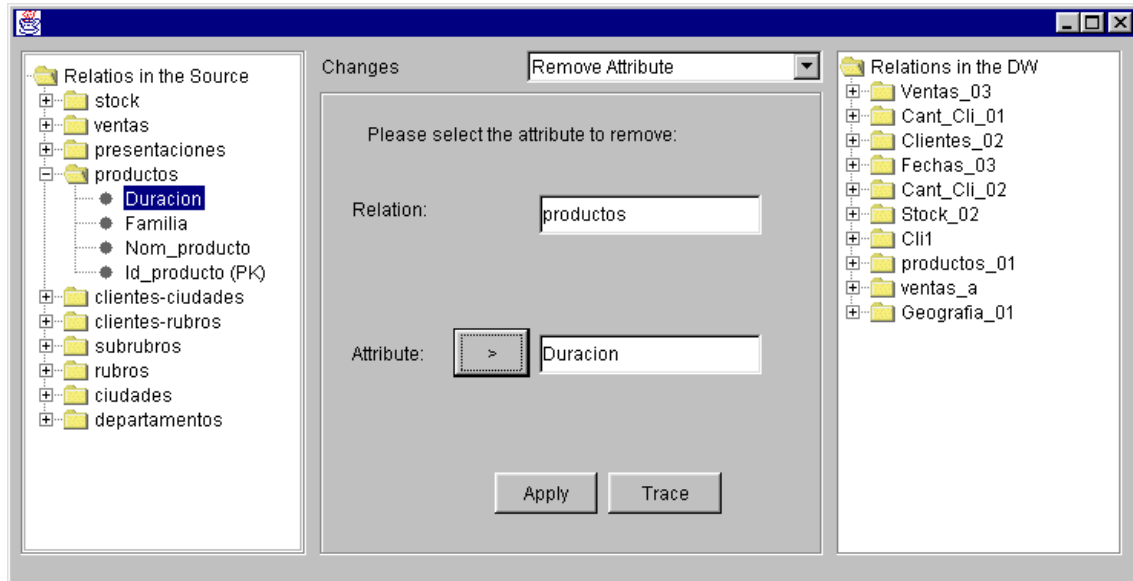 Relatios in the Source
stock
ventas
presentaciones
productos
Duracion
Familia
Nom_producto
Id_producto (PK)
clientes-ciudades
clientes-rubros
subrubros
rubros
ciudades
departamentos
Changes
Remove Attribute
Please select the attribute to remove:
Relation:
productos
Attribute:
>
Duracion
Apply
Trace
Relations in the DW
Ventas_03
Cant_Cli_01
Clientes_02
Fechas_03
Cant_Cli_02
Stock_02
Cli1
productos_01
ventas_a
Geografia_01